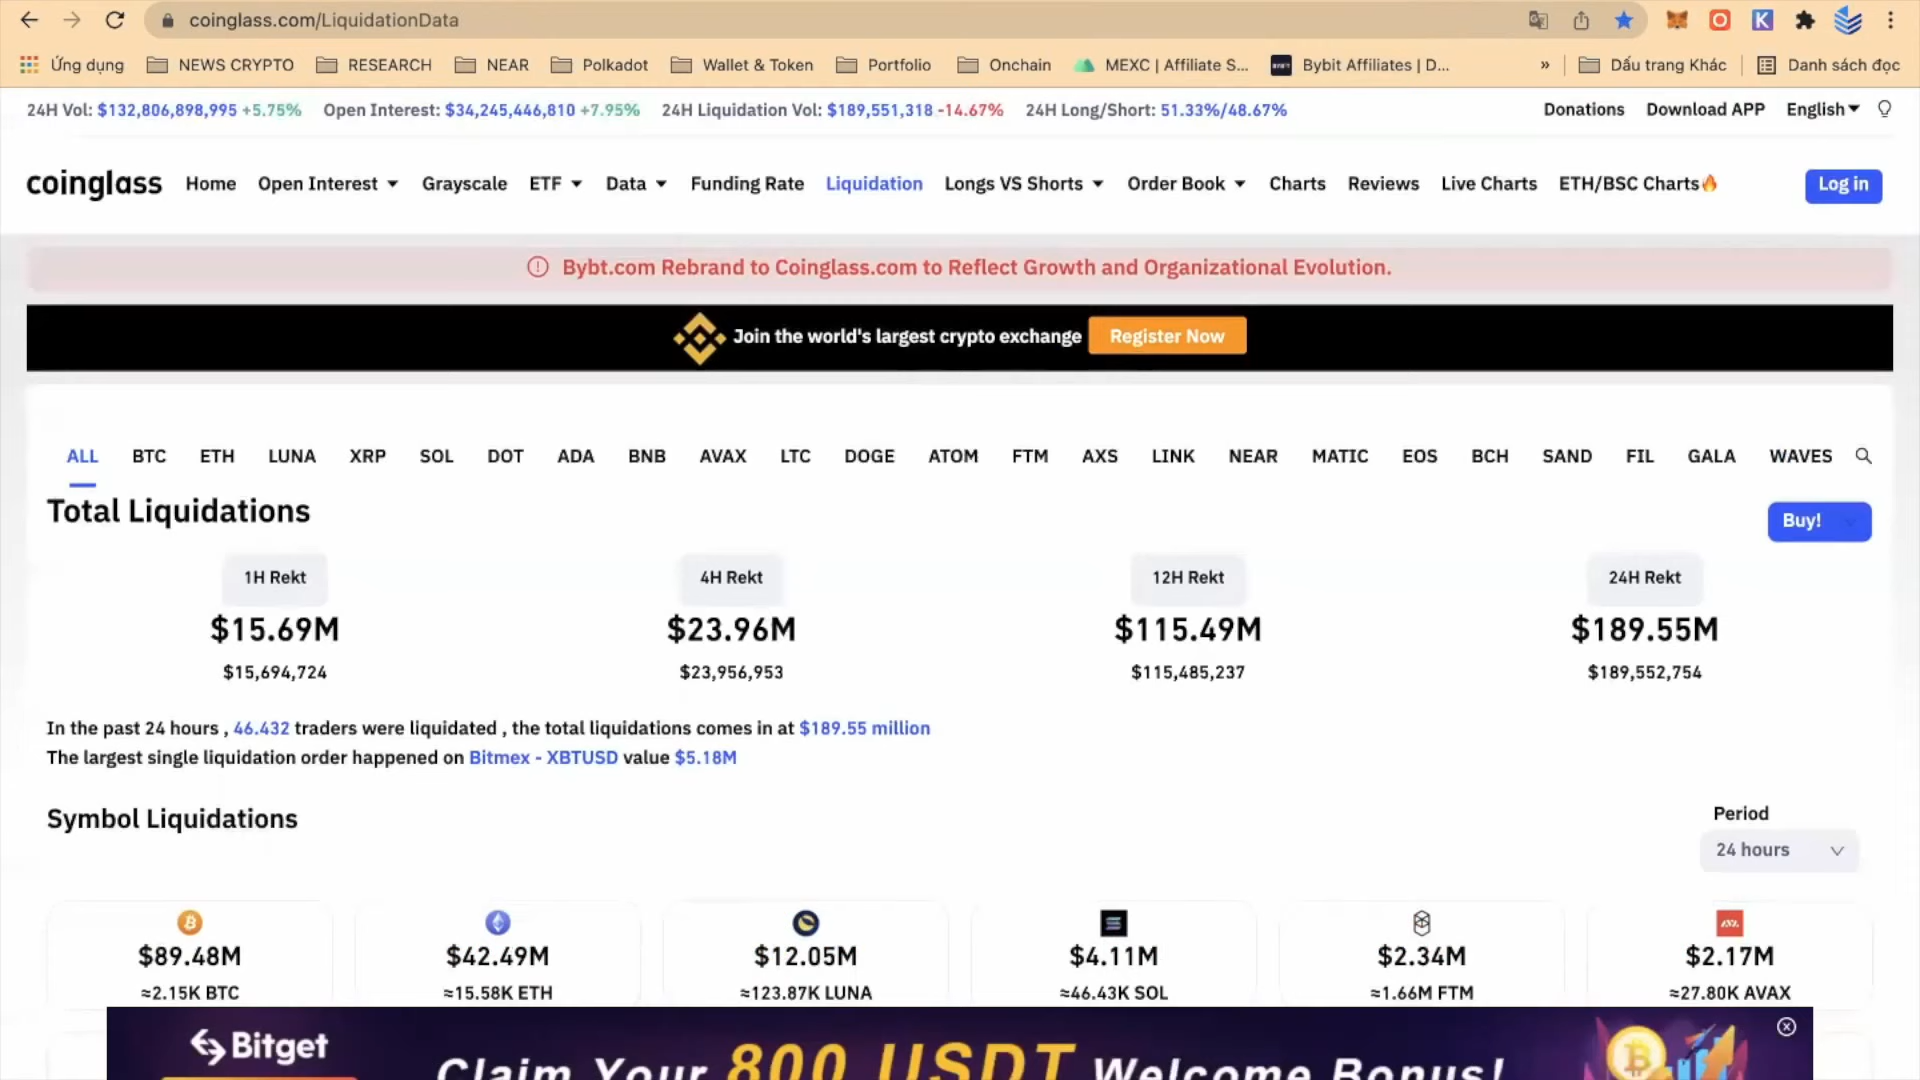 coinglass.com/LiquidationData
Ứng dụng NEWS CRYPTO RESEARCH NEAR Polkadot Wallet & Token Portfolio Onchain MEXC | Affiliate S... Bybit Affiliates | D... » Dấu trang Khác Danh sách đọc
24H Vol: $132,806,898,995 +5.75% Open Interest: $34,245,446,810 +7.95% 24H Liquidation Vol: $189,551,318 -14.67% 24H Long/Short: 51.33%/48.67% Donations Download APP English
coinglass Home Open Interest Grayscale ETF Data Funding Rate Liquidation Longs VS Shorts Order Book Charts Reviews Live Charts ETH/BSC Charts Log in
Bybt.com Rebrand to Coinglass.com to Reflect Growth and Organizational Evolution.
Join the world's largest crypto exchange Register Now
ALL BTC ETH LUNA XRP SOL DOT ADA BNB AVAX LTC DOGE ATOM FTM AXS LINK NEAR MATIC EOS BCH SAND FIL GALA WAVES
Total Liquidations
Buy!
1H Rekt 4H Rekt 12H Rekt 24H Rekt
$15.69M $23.96M $115.49M $189.55M
$15,694,724 $23,956,953 $115,485,237 $189,552,754
In the past 24 hours , 46.432 traders were liquidated , the total liquidations comes in at $189.55 million
The largest single liquidation order happened on Bitmex - XBTUSD value $5.18M
Symbol Liquidations
Period
24 hours
$89.48M $42.49M $12.05M $4.11M $2.34M $2.17M
≈2.15K BTC ≈15.58K ETH ≈123.87K LUNA ≈46.43K SOL ≈1.66M FTM ≈27.80K AVAX
Bitget
Claim Your 800 USDT Welcome Bonus!